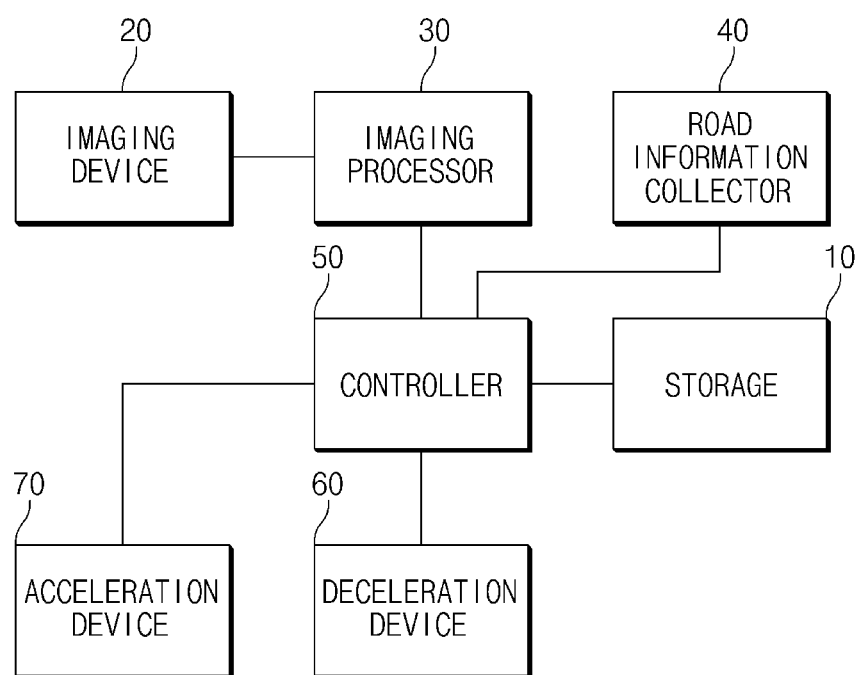 20
30
40
IMAGING
DEVICE
IMAGING
PROCESSOR
ROAD
INFORMATION
COLLECTOR
50
10
CONTROLLER
STORAGE
70
60
ACCELERATION
DEVICE
DECELERATION
DEVICE